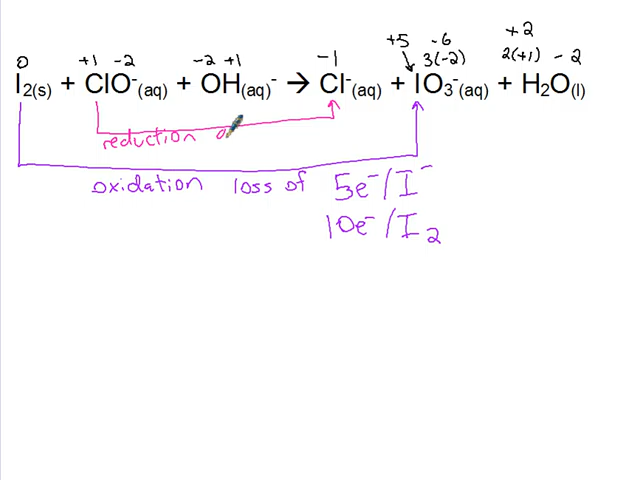 +2
+5 -6
0 +1 -2 -2 +1 -1 3(-2) 2(+1) -2
I2(s) + ClO-(aq) + OH(aq)- → Cl-(aq) + IO3-(aq) + H2O(l)
reduction
oxidation loss of 5e-/I-
10e-/I2